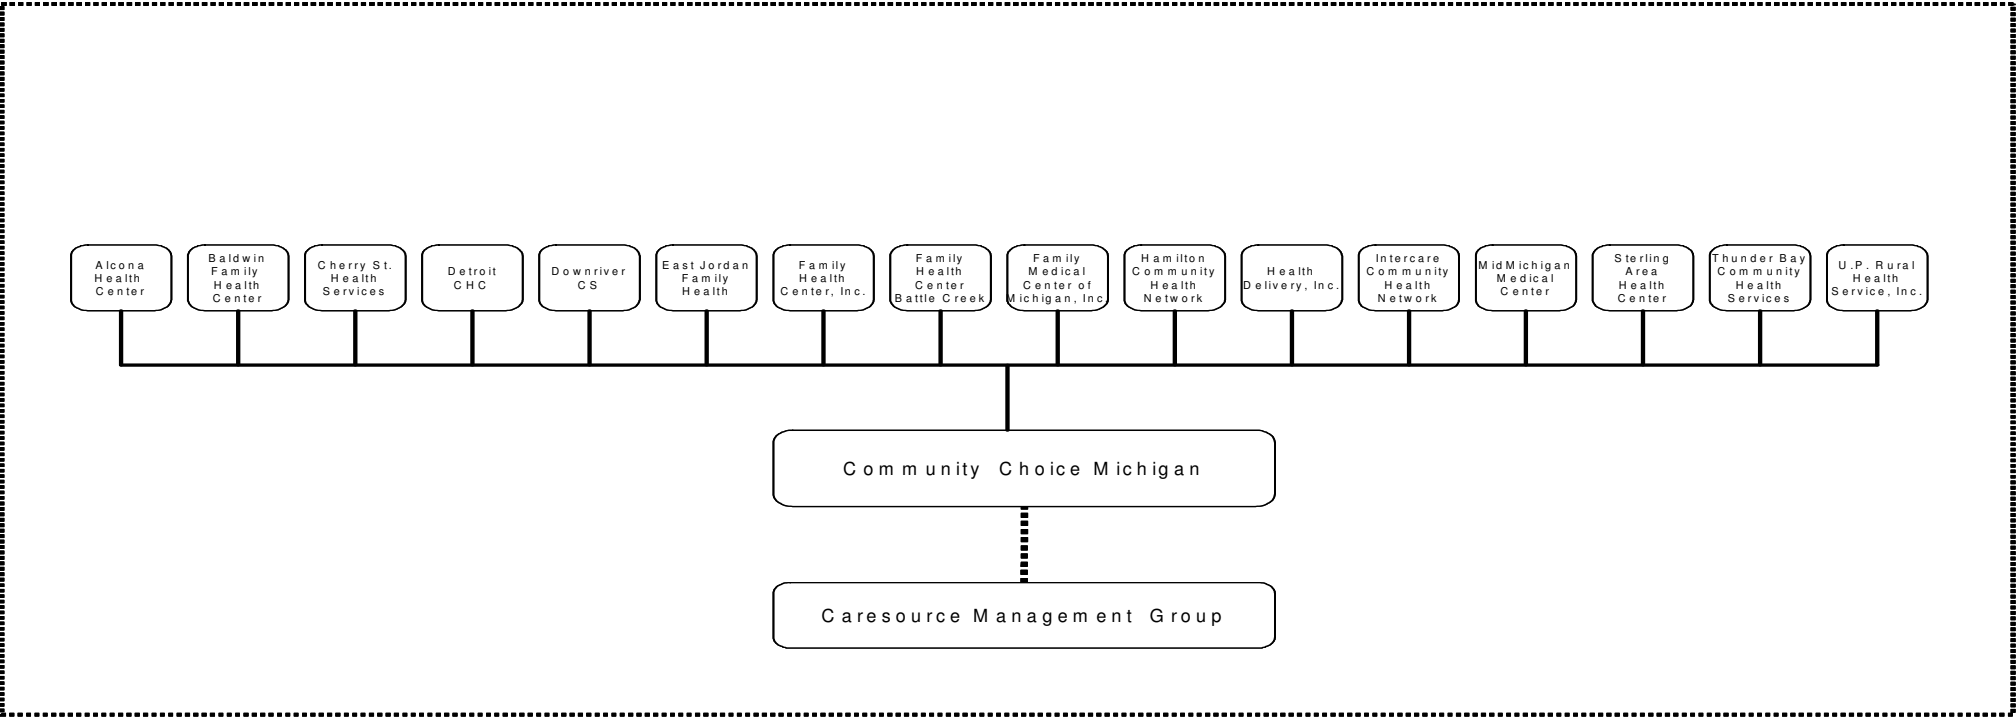 Alcona
Health
Center
Baldwin
Family
Health
Center
Cherry St.
Health
Services
Detroit
CHC
Downriver
CS
East Jordan
Family
Health
Family
Health
Center, Inc.
Family
Health
Center
Battle Creek
Family
Medical
Center of
Michigan, Inc
Hamilton
Community
Health
Network
Health
Delivery, Inc.
Intercare
Community
Health
Network
MidMichigan
Medical
Center
Sterling
Area
Health
Center
Thunder Bay
Community
Health
Services
U.P. Rural
Health
Service, Inc.
Community Choice Michigan
Caresource Management Group